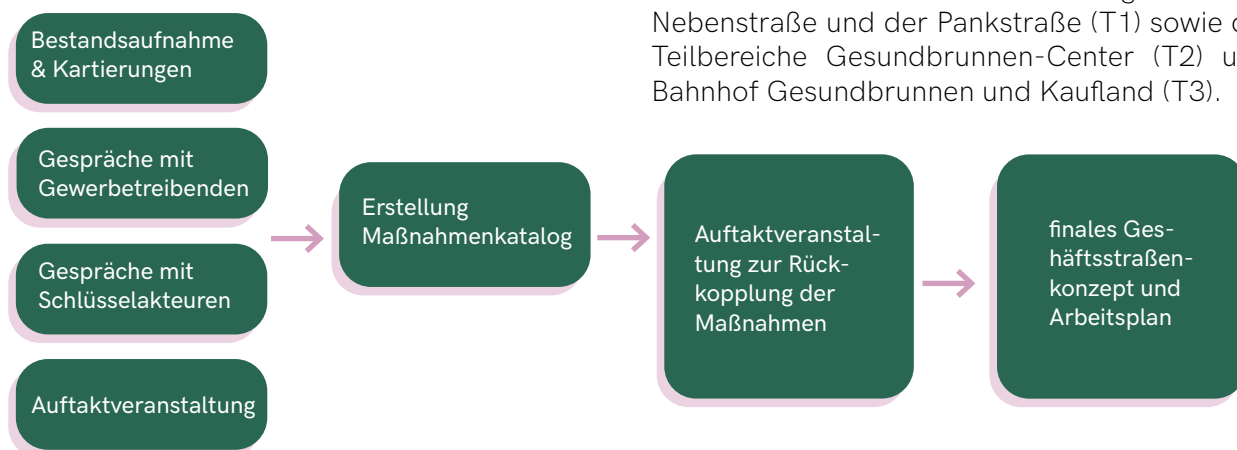 Nebenstraße und der Pankstraße (T1) sowie
Teilbereiche Gesundbrunnen-Center (T2)
Bahnhof Gesundbrunnen und Kaufland (T3).
Bestandsaufnahme
& Kartierungen
Gespräche mit
Gewerbetreibenden
Gespräche mit
Schlüsselakteuren
Auftaktveranstaltung
Erstellung
Maßnahmenkatalog
Auftaktveranstal-
tung zur Rück-
kopplung der
Maßnahmen
finales Ges-
häftsstraßen-
konzept und
Arbeitsplan